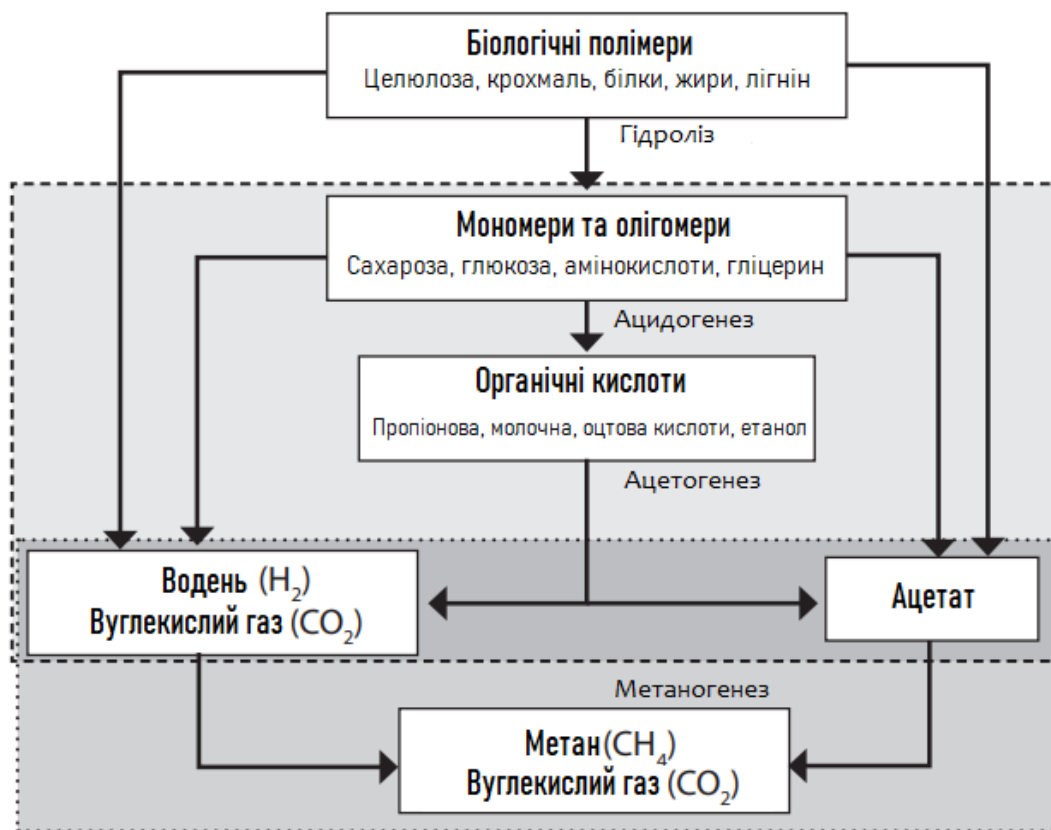 Біологічні полімери
Целюлоза, крохмаль, білки, жири, лігнін
Гідроліз
Мономери та олігомери
Сахароза, глюкоза, амінокислоти, гліцерин
Ацидогенез
Органічні кислоти
Пропіонова, молочна, оцтова кислоти, етанол
Ацетогенез
Водень (H₂)
Вуглекислий газ (CO₂)
Ацетат
Метаногенез
Метан (CH₄)
Вуглекислий газ (CO₂)